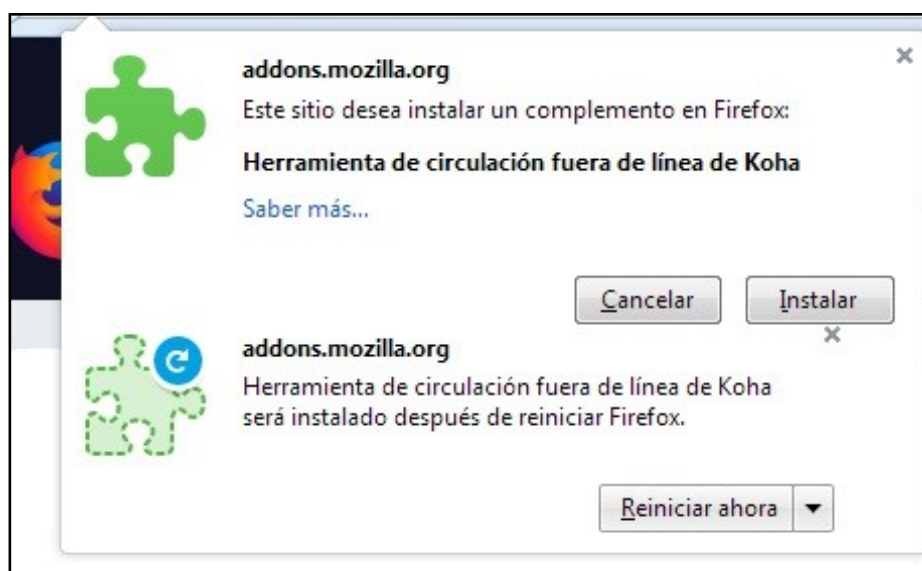 addons.mozilla.org
Este sitio desea instalar un complemento en Firefox:
Herramienta de circulación fuera de línea de Koha
Saber más...
Cancelar
Instalar
addons.mozilla.org
Herramienta de circulación fuera de línea de Koha
será instalado después de reiniciar Firefox.
Reiniciar ahora